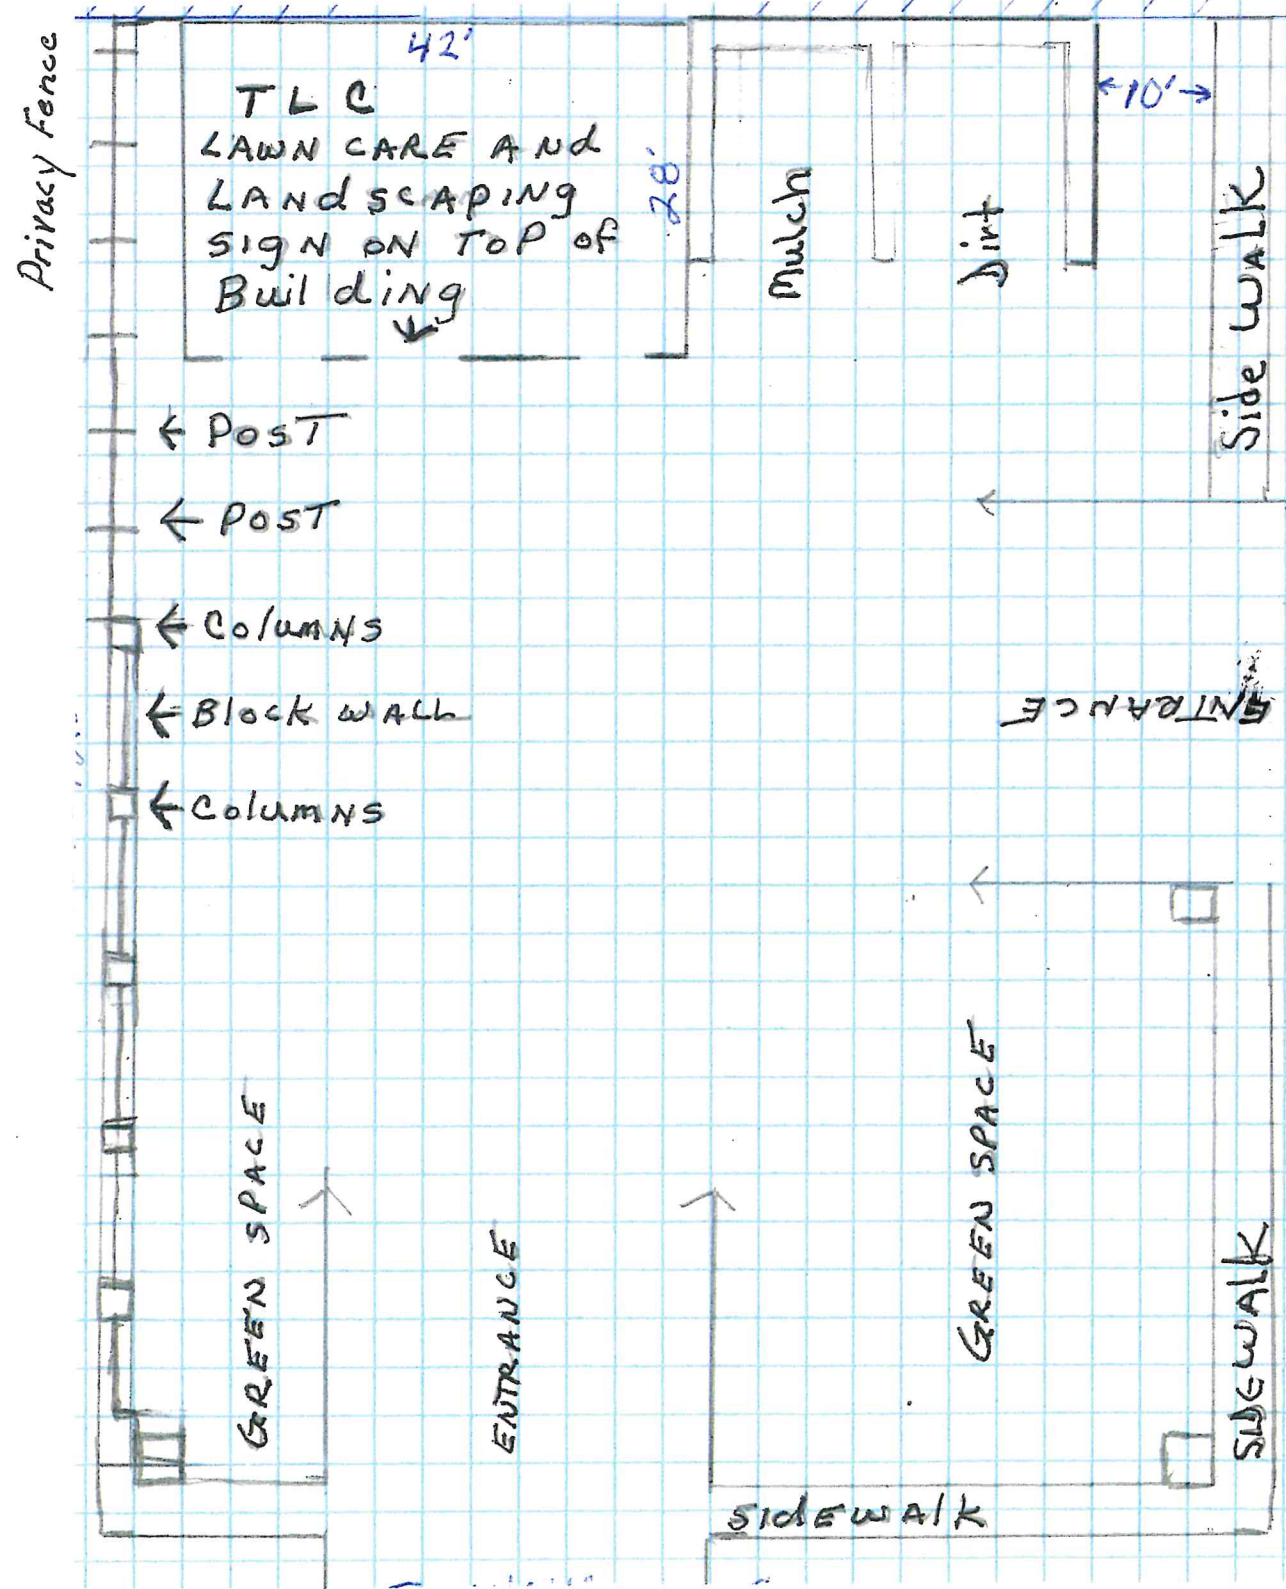 Privacy Fence
42'
TLC
LAWN CARE ANd
LANdSCAPING
SIGN ON TOP OF
BuildiNg
28'
Mulch
Dirt
10'
Side WALK
POST
POST
ColumNS
Block WALL
ENTRANCE
ColumNS
GREEN SPACE
ENTRANCE
GREEN SPACE
SIDEWALK
SIdEWAlK